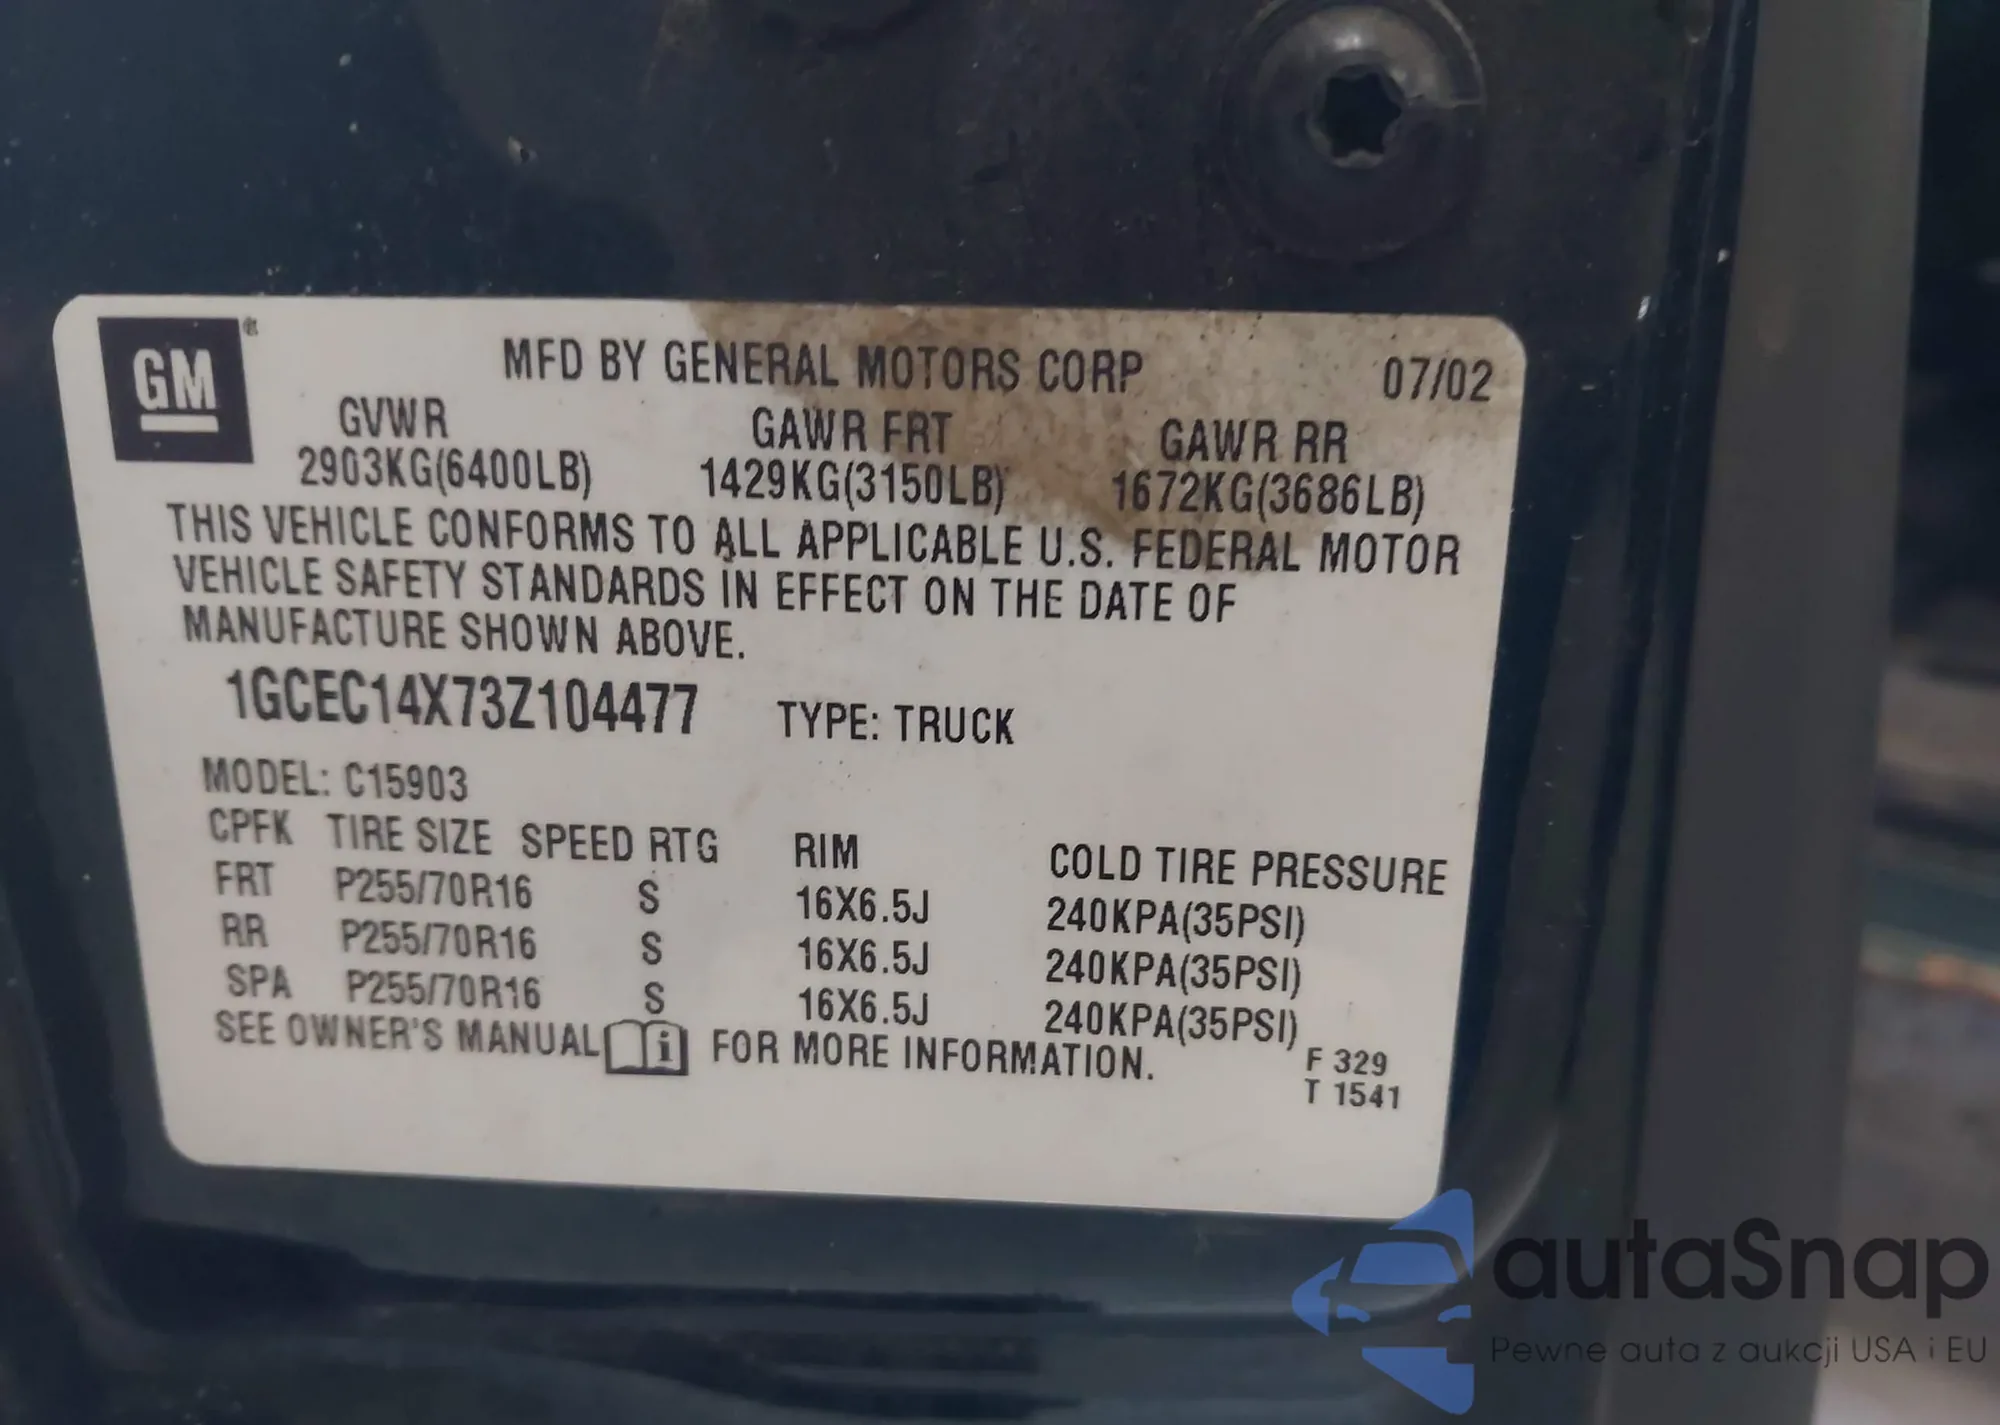 GM®
MFD BY GENERAL MOTORS CORP 07/02
GVWR GAWR FRT GAWR RR
2903KG(6400LB) 1429KG(3150LB) 1672KG(3686LB)
THIS VEHICLE CONFORMS TO ALL APPLICABLE U.S. FEDERAL MOTOR
VEHICLE SAFETY STANDARDS IN EFFECT ON THE DATE OF
MANUFACTURE SHOWN ABOVE.
1GCEC14X73Z104477 TYPE: TRUCK
MODEL: C15903
CPFK TIRE SIZE SPEED RTG RIM COLD TIRE PRESSURE
FRT P255/70R16 S 16X6.5J 240KPA(35PSI)
RR P255/70R16 S 16X6.5J 240KPA(35PSI)
SPA P255/70R16 S 16X6.5J 240KPA(35PSI)
SEE OWNER'S MANUAL i FOR MORE INFORMATION.
F 329
T 1541
autaSnap
Pewne auta z aukcji USA i EU